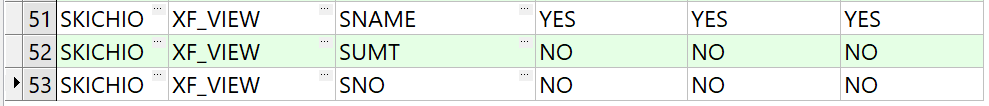 51 SKICHIO XF_VIEW SNAME YES YES YES
52 SKICHIO XF_VIEW SUMT NO NO NO
53 SKICHIO XF_VIEW SNO NO NO NO